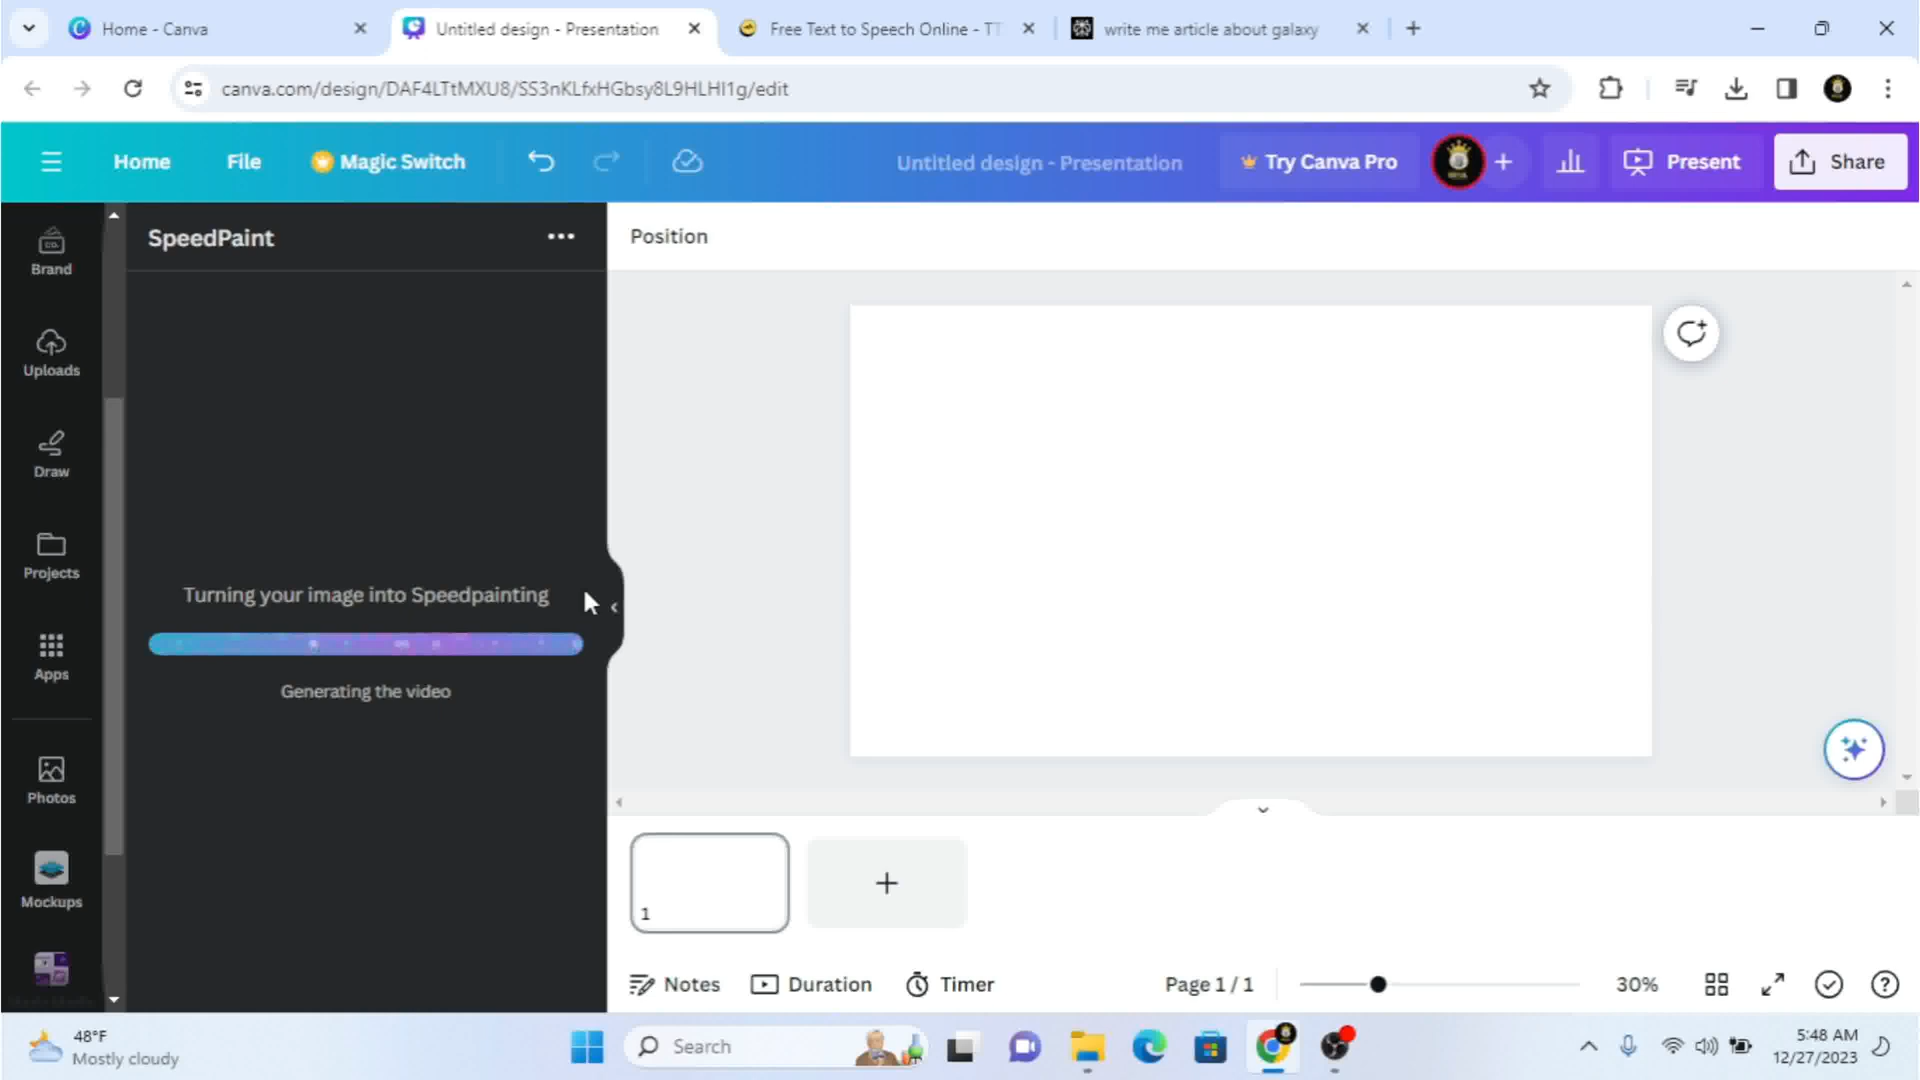 Home - Canva
Untitled design - Presentation
Free Text to Speech Online - TT
write me article about galaxy
canva.com/design/DAF4LTtMXU8/SS3nKLfxHGbsy8L9HLHI1g/edit
Home
File
Magic Switch
Untitled design - Presentation
Try Canva Pro
Present
Share
Brand
Uploads
Draw
Projects
Apps
Photos
Mockups
SpeedPaint
Turning your image into Speedpainting
Generating the video
Position
1
Notes
Duration
Timer
Page 1 / 1
30%
48°F
Mostly cloudy
Search
5:48 AM
12/27/2023